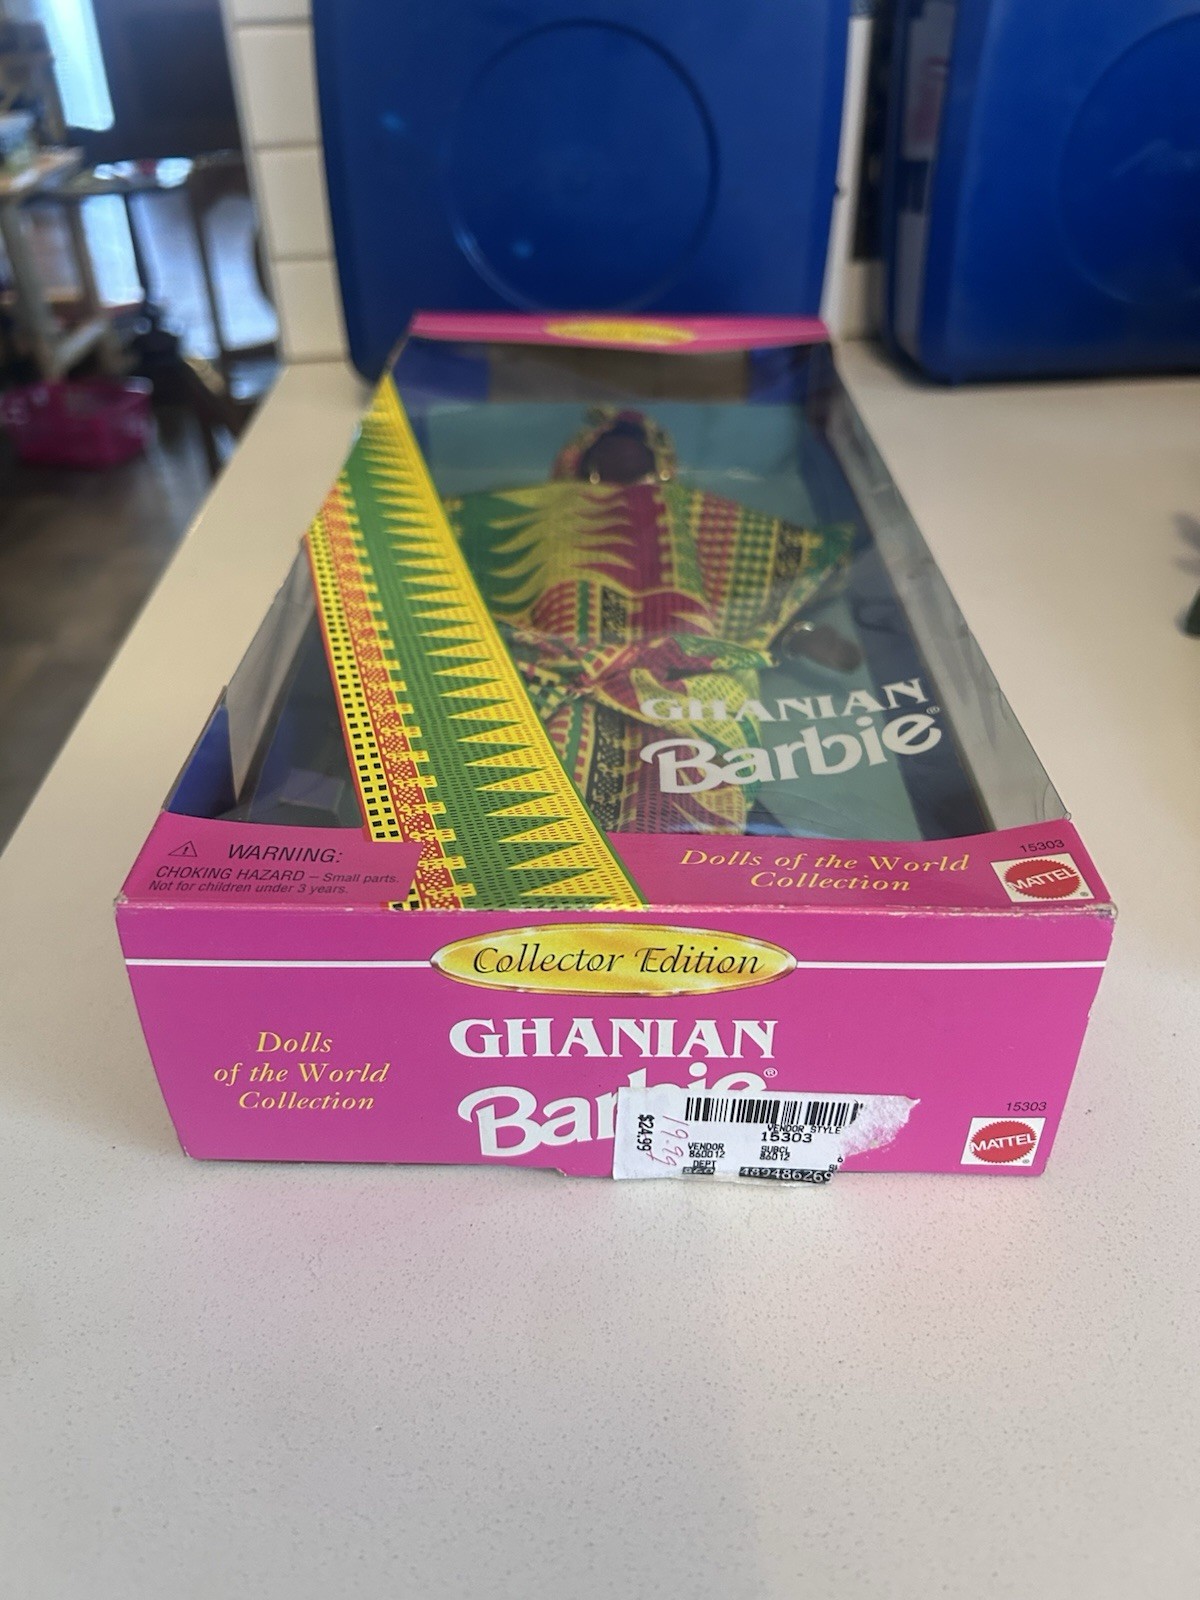 GHANIAN
Barbie®
WARNING:
CHOKING HAZARD – Small parts.
Not for children under 3 years.
Dolls of the World
Collection
15303
MATTEL
®
Collector Edition
Dolls
of the World
Collection
GHANIAN
Barbie®
15303
MATTEL
$24.99
19.99
VENDOR STYLE
15303
VENDOR
860012
SUBCL
86012
DEPT
489486269